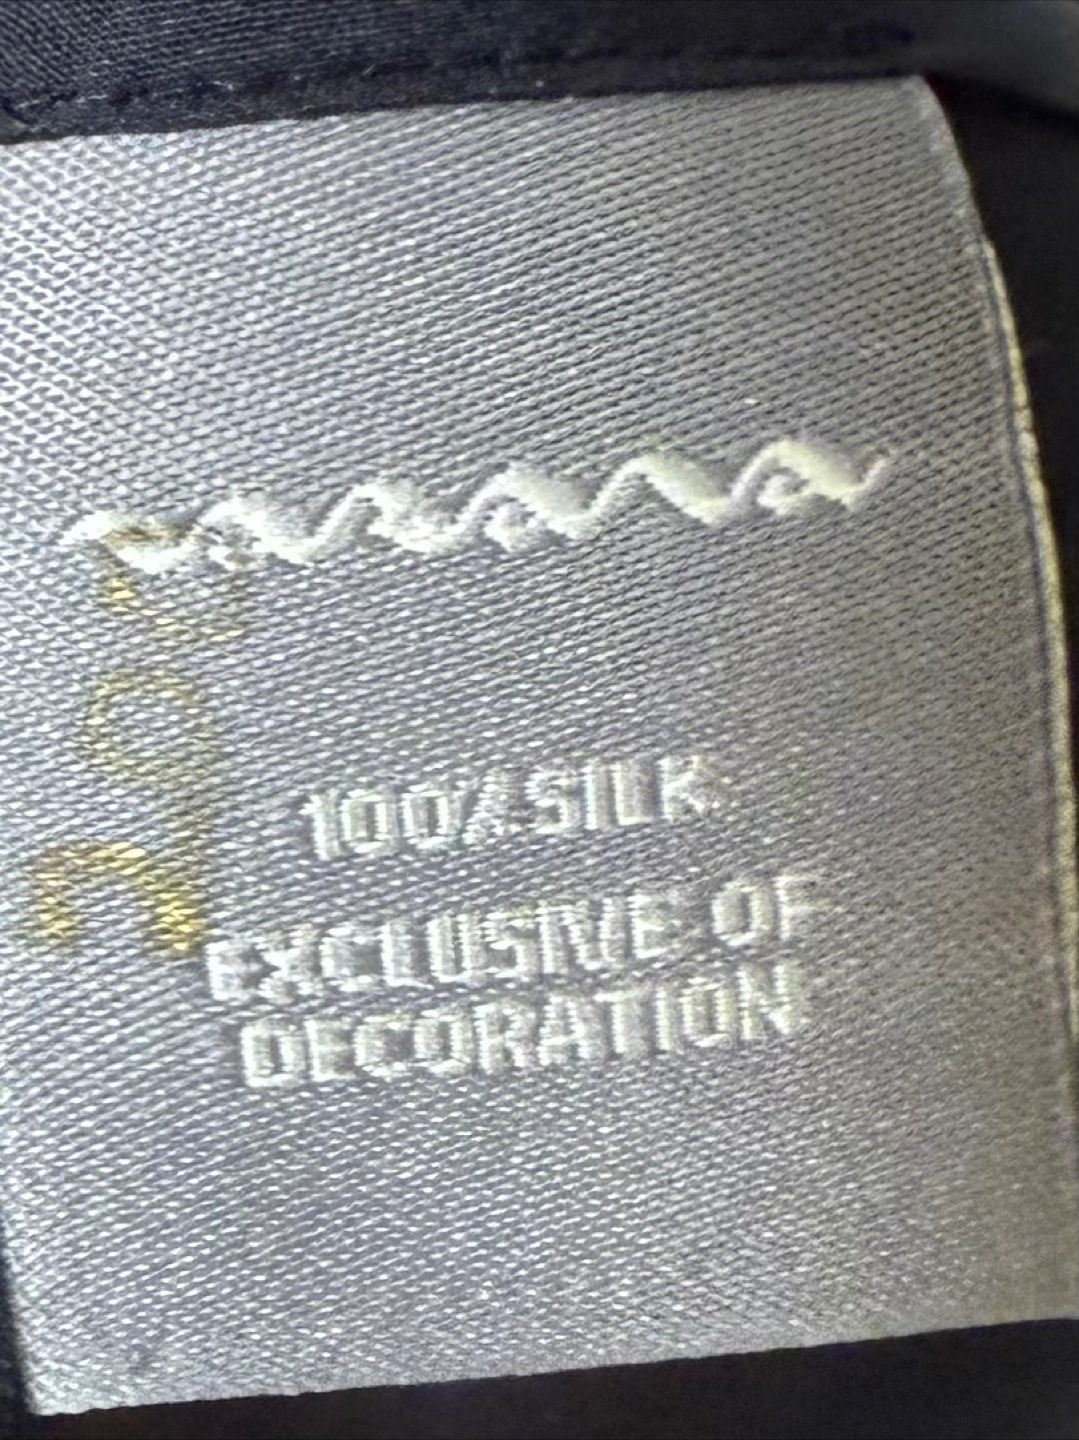 100% SILK
EXCLUSIVE OF
DECORATION